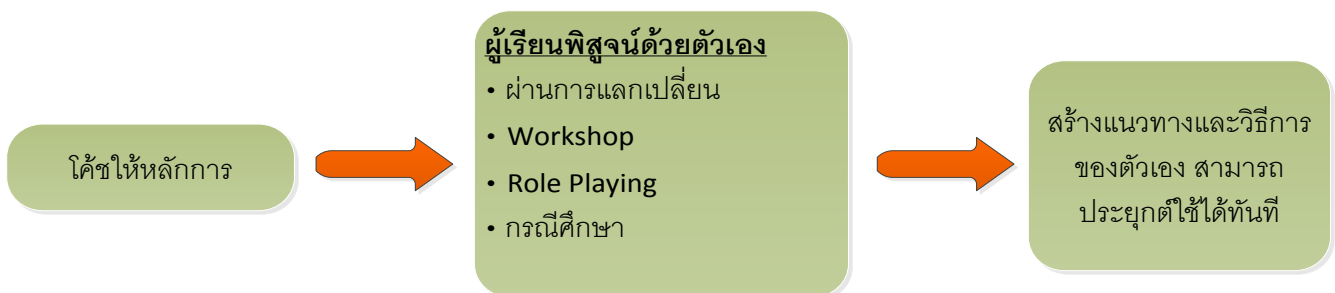 โค้ชให้หลักการ
ผู้เรียนพิสูจน์ด้วยตัวเอง
• ผ่านการแลกเปลี่ยน
• Workshop
• Role Playing
• กรณีศึกษา
สร้างแนวทางและวิธีการ
ของตัวเอง สามารถ
ประยุกต์ใช้ได้ทันที